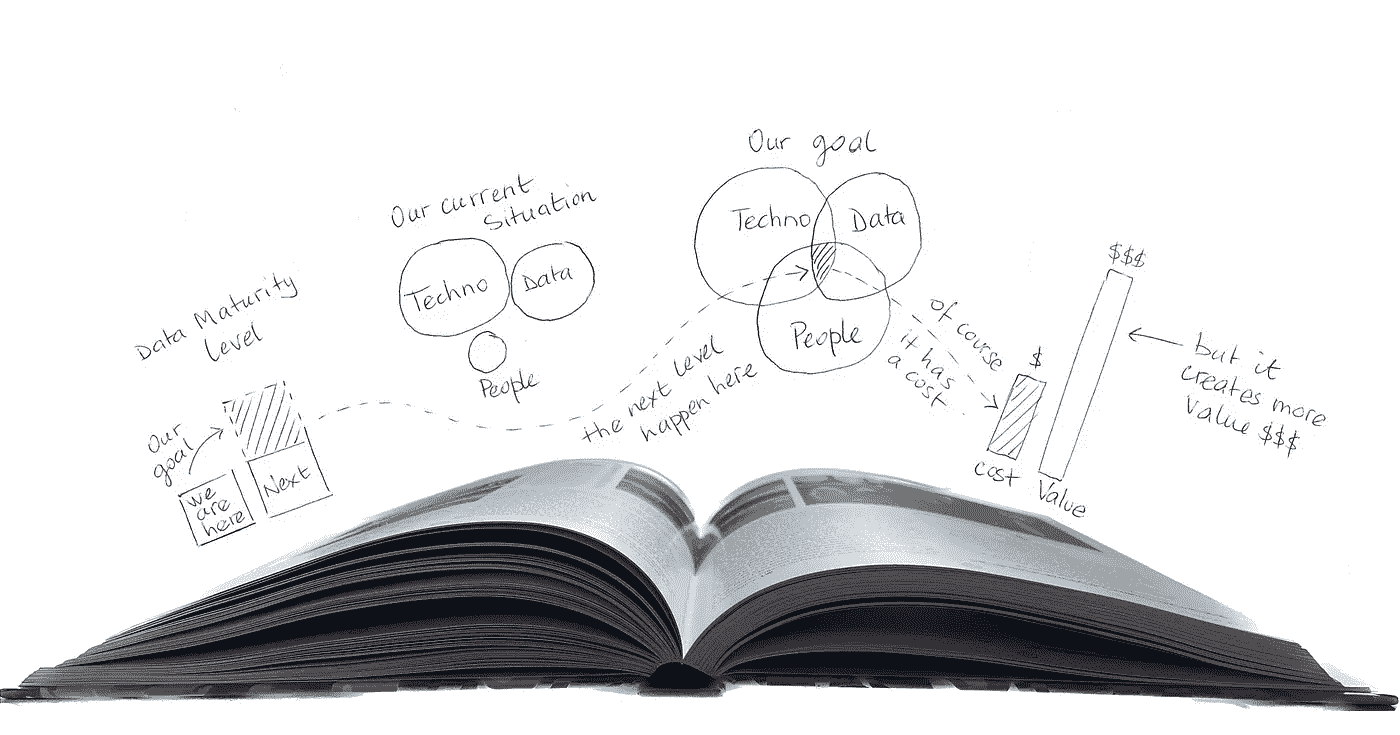 Data Maturity
level
Our
goal
we
are
here
Next
Our current
Situation
Techno
Data
People
the next level
happen here
Our goal
Techno
Data
People
of course
it has
a cost
$
cost
$$$
Value
but it
creates more
Value $$$